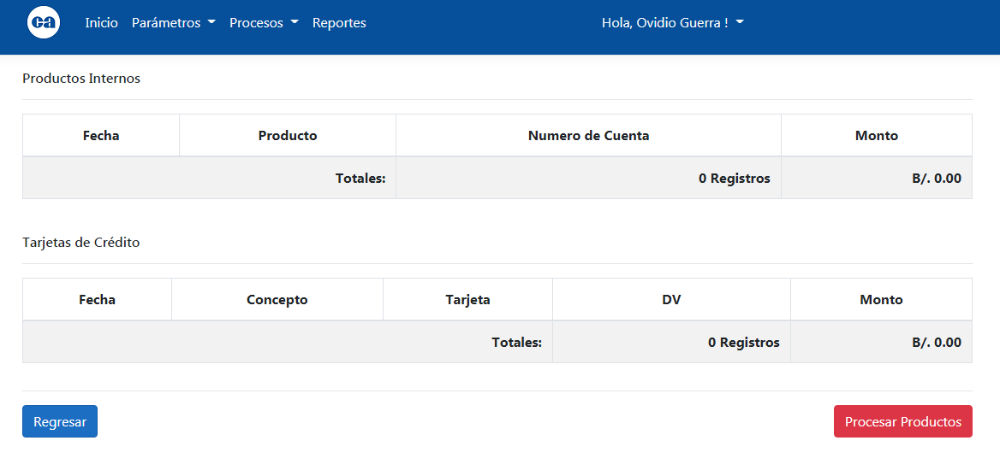 ca Inicio Parámetros Procesos Reportes Hola, Ovidio Guerra !
Productos Internos
Fecha Producto Numero de Cuenta Monto
Totales: 0 Registros B/. 0.00
Tarjetas de Crédito
Fecha Concepto Tarjeta DV Monto
Totales: 0 Registros B/. 0.00
Regresar Procesar Productos